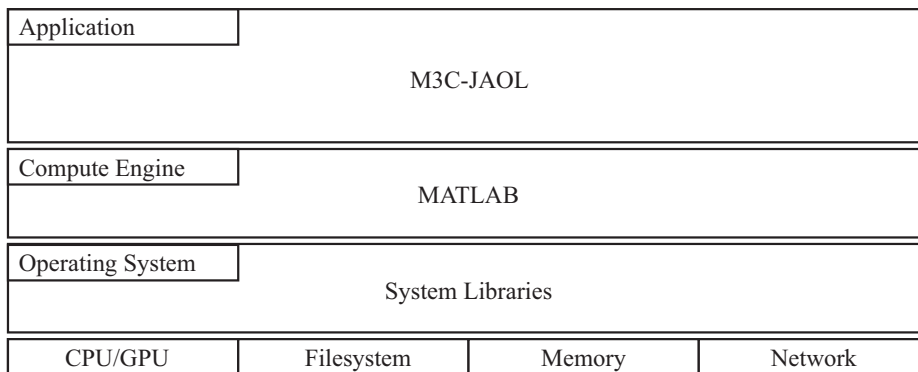 Application
M3C-JAOL
Compute Engine
MATLAB
Operating System
System Libraries
CPU/GPU
Filesystem
Memory
Network